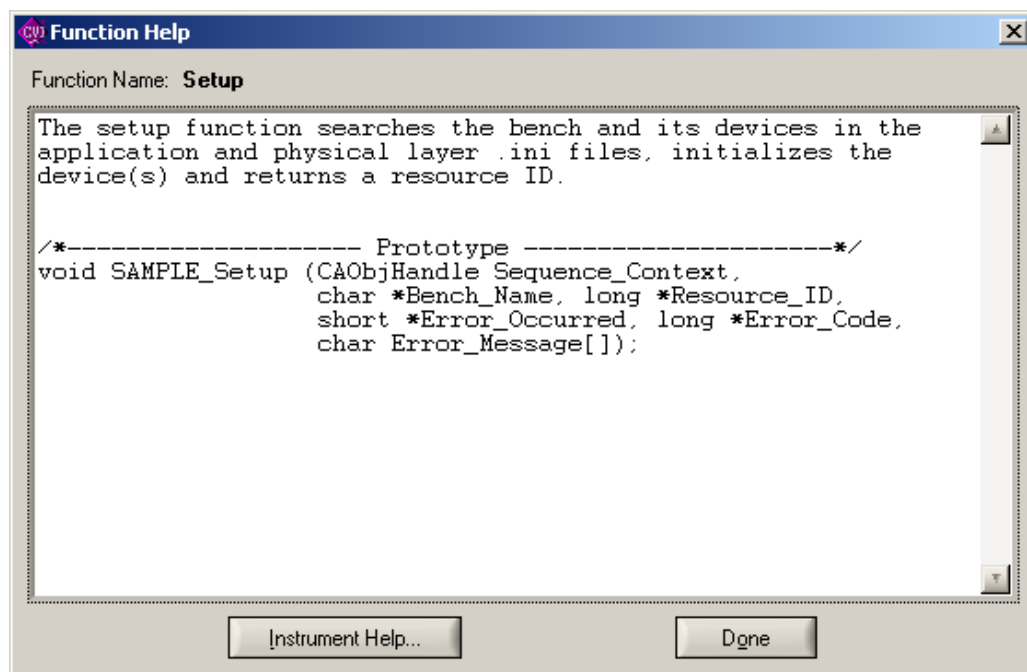 CVI Function Help
Function Name: Setup
The setup function searches the bench and its devices in the
application and physical layer .ini files, initializes the
device(s) and returns a resource ID.
/*-------------------- Prototype ---------------------*/
void SAMPLE_Setup (CAObjHandle Sequence_Context,
char *Bench_Name, long *Resource_ID,
short *Error_Occurred, long *Error_Code,
char Error_Message[]);
Instrument Help... Done